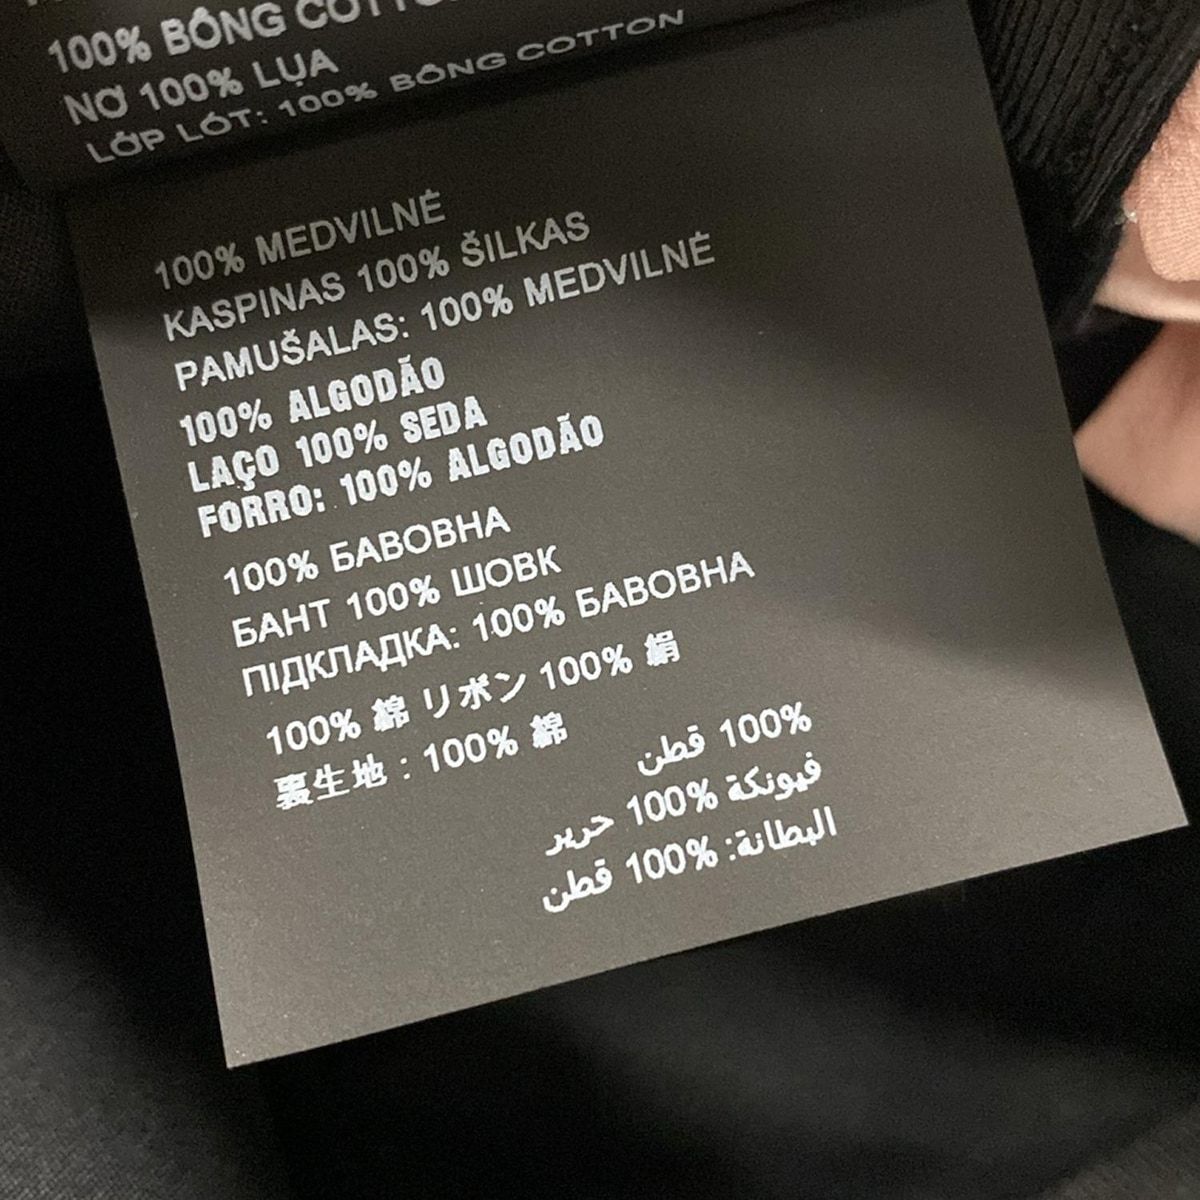 100% BÔNG COTTON
NƠ 100% LỤA
LỚP LÓT: 100% BÔNG COTTON
100% MEDVILNĖ
KASPINAS 100% ŠILKAS
PAMUŠALAS: 100% MEDVILNĖ
100% ALGODÃO
LAÇO 100% SEDA
FORRO: 100% ALGODÃO
100% БАВОВНА
БАНТ 100% ШОВК
ПІДКЛАДКА: 100% БАВОВНА
100% 綿 リボン 100% 絹
裏生地 : 100% 綿
100% قطن
فيونكة 100% حرير
البطانة: 100% قطن